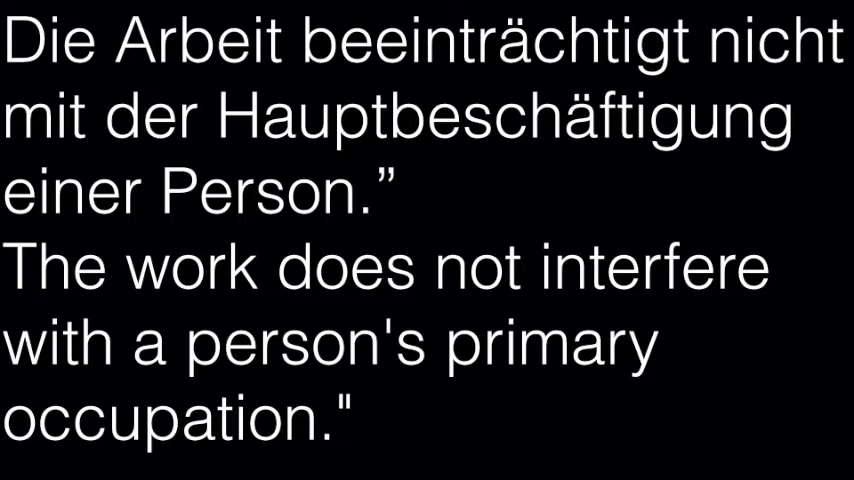 Die Arbeit beeinträchtigt nicht
mit der Hauptbeschäftigung
einer Person.”
The work does not interfere
with a person's primary
occupation."